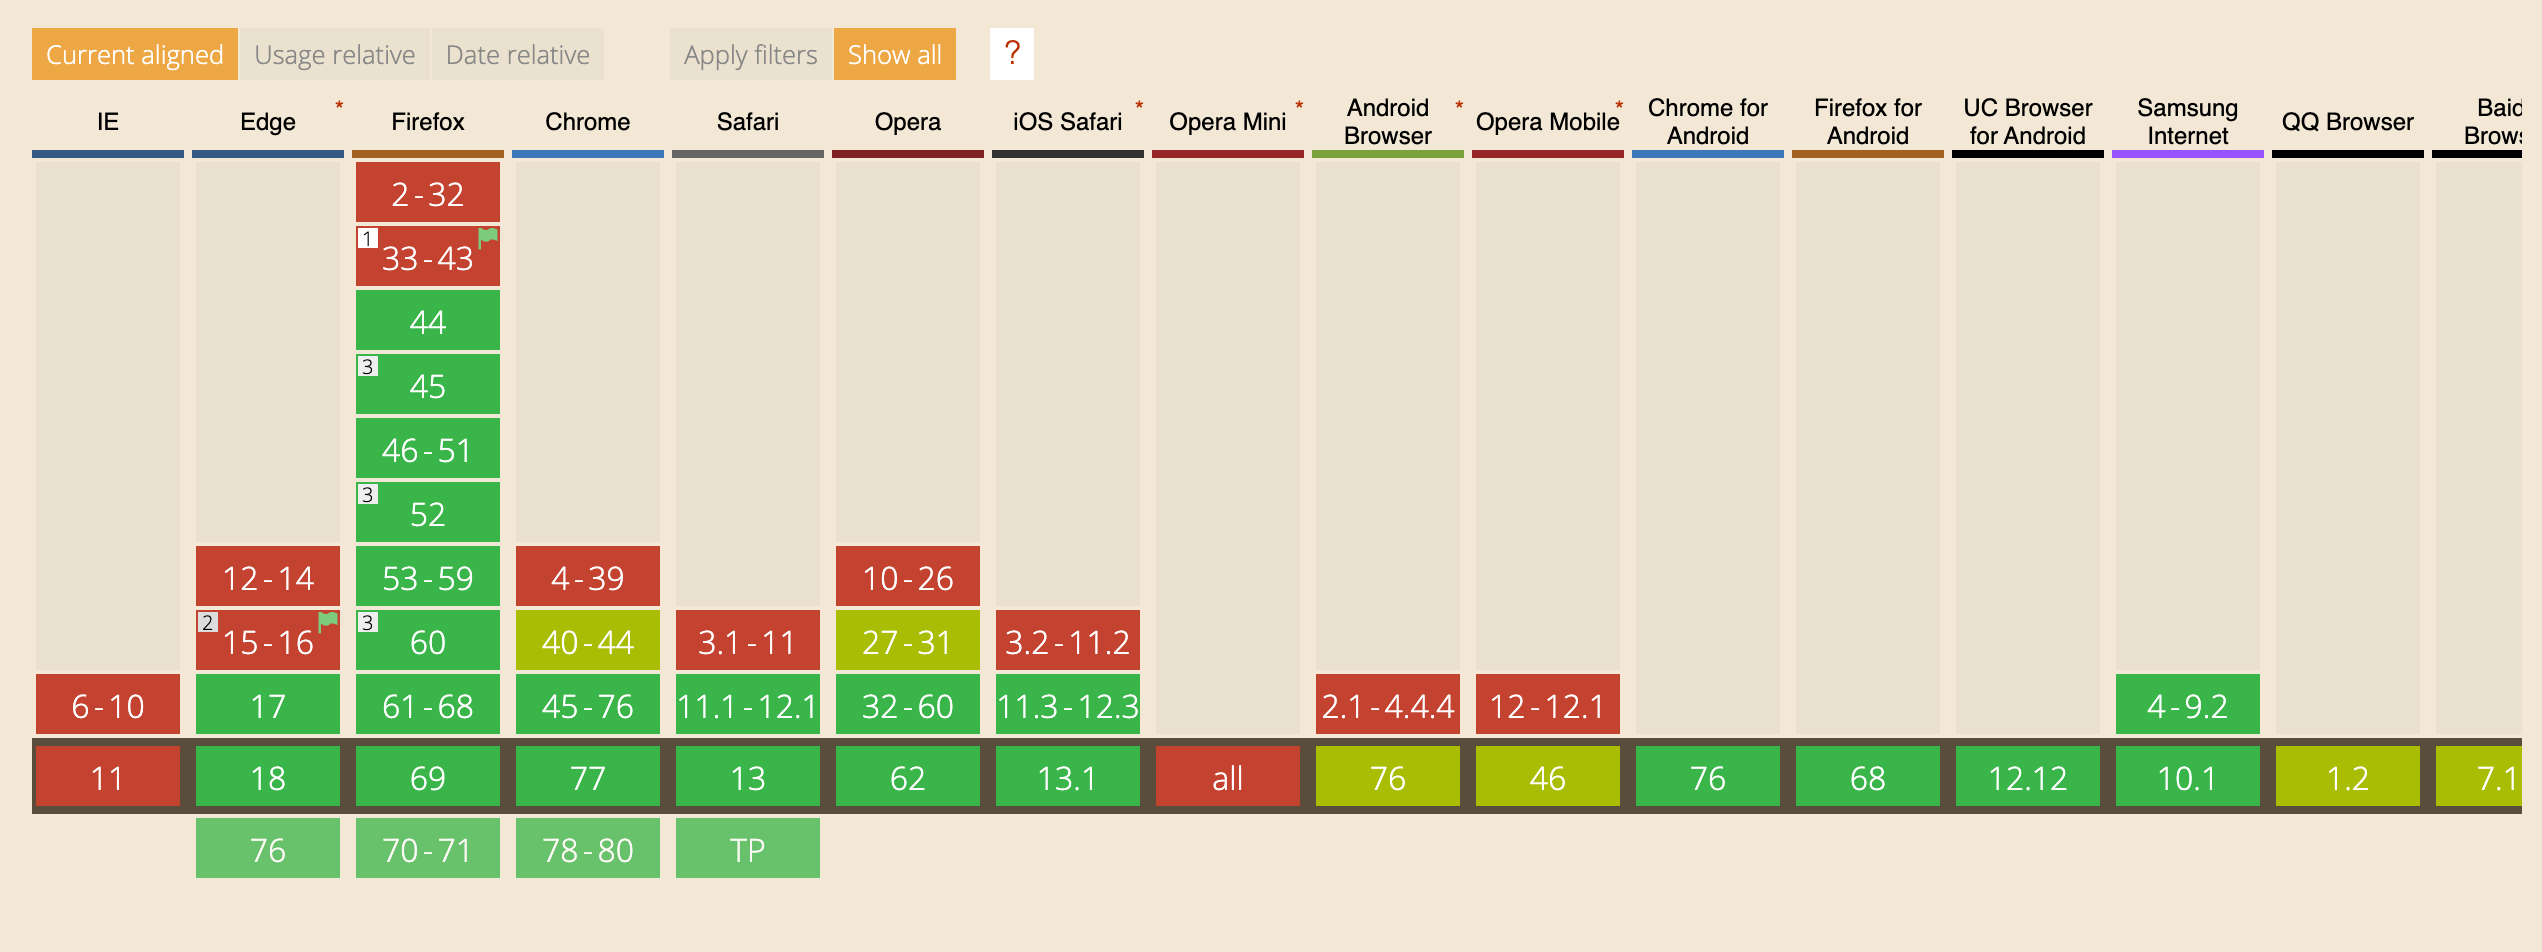 Current aligned Usage relative Date relative Apply filters Show all ?
IE Edge * Firefox Chrome Safari Opera iOS Safari * Opera Mini * Android Browser * Opera Mobile * Chrome for Android Firefox for Android UC Browser for Android Samsung Internet QQ Browser Baid Brows
2-32
1 33-43
44
3 45
46-51
3 52
12-14 53-59 4-39 10-26
2 15-16 3 60 40-44 3.1-11 27-31 3.2-11.2
6-10 17 61-68 45-76 11.1-12.1 32-60 11.3-12.3 2.1-4.4.4 12-12.1 4-9.2
11 18 69 77 13 62 13.1 all 76 46 76 68 12.12 10.1 1.2 7.1
76 70-71 78-80 TP